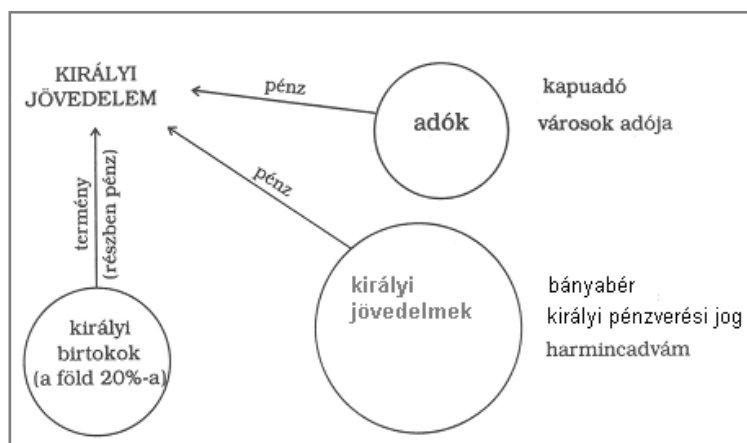 KIRÁLYI
JÖVEDELEM
pénz
adók
kapuadó
városok adója
pénz
termény
(részben pénz)
királyi
jövedelmek
bányabér
királyi pénzverési jog
harmincadvám
királyi
birtokok
(a föld 20%-a)